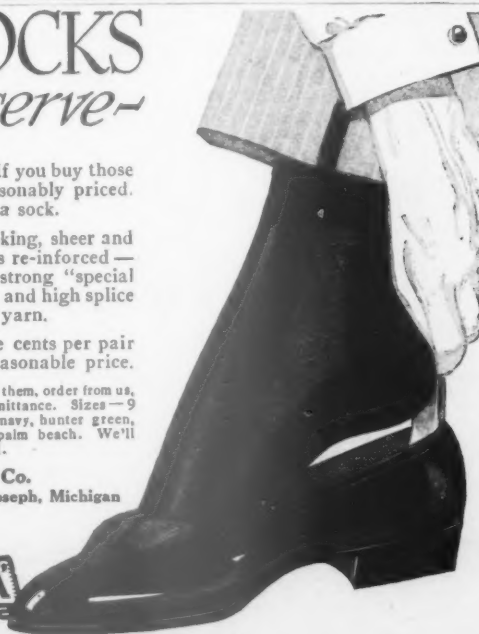 OCKS
serve~
If you buy those
sonably priced.
a sock.
king, sheer and
s re-inforced —
strong "special
and high splice
yarn.
e cents per pair
asonable price.
them, order from us,
mittance. Sizes — 9
navy, hunter green,
palm beach. We'll
Co.
oseph, Michigan